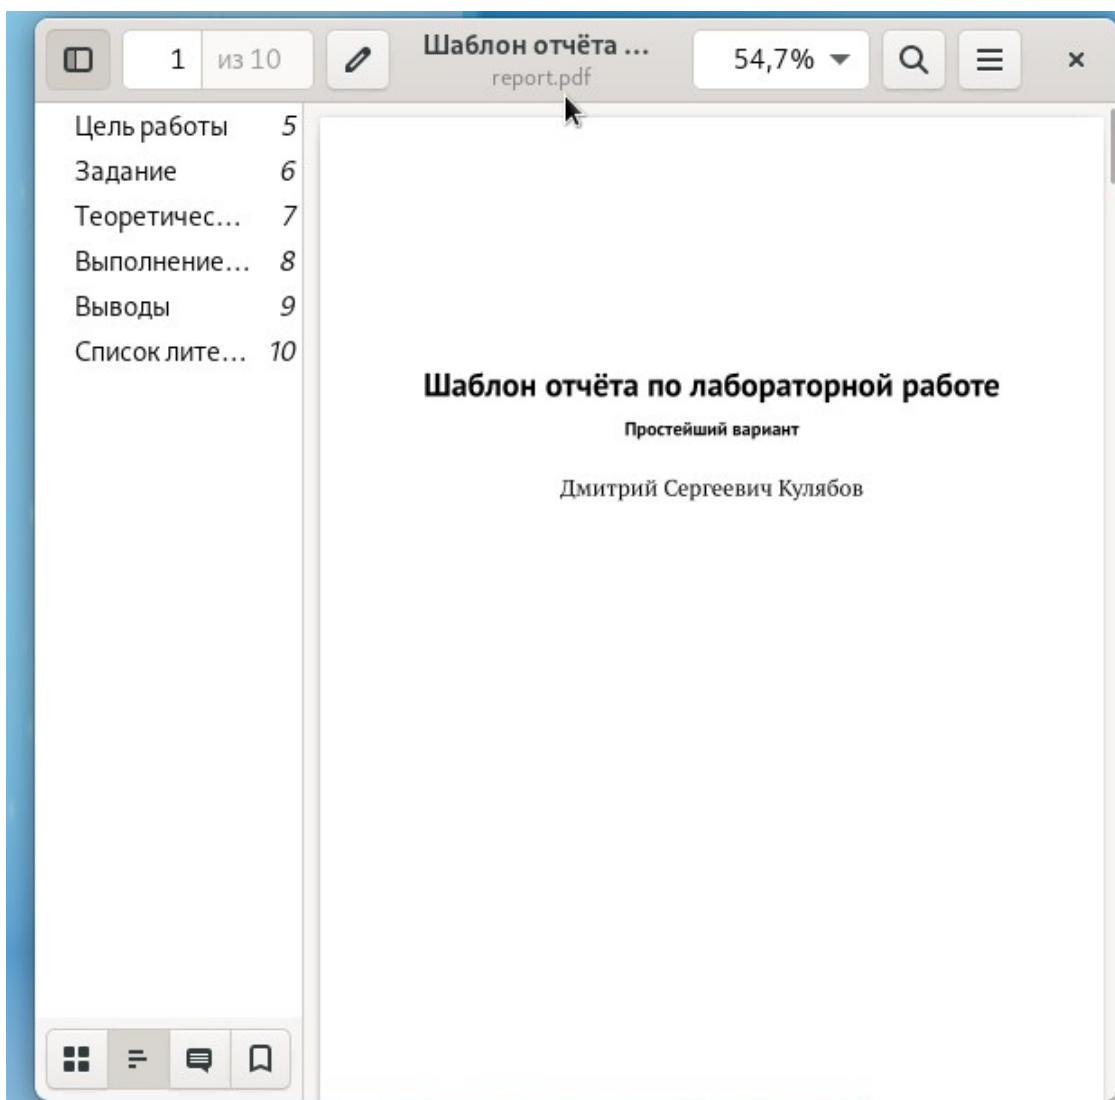 1 из 10 Шаблон отчёта ... 54,7%
report.pdf
Цель работы 5
Задание 6
Теоретичес... 7
Выполнение... 8
Выводы 9
Список лите... 10
Шаблон отчёта по лабораторной работе
Простейший вариант
Дмитрий Сергеевич Кулябов